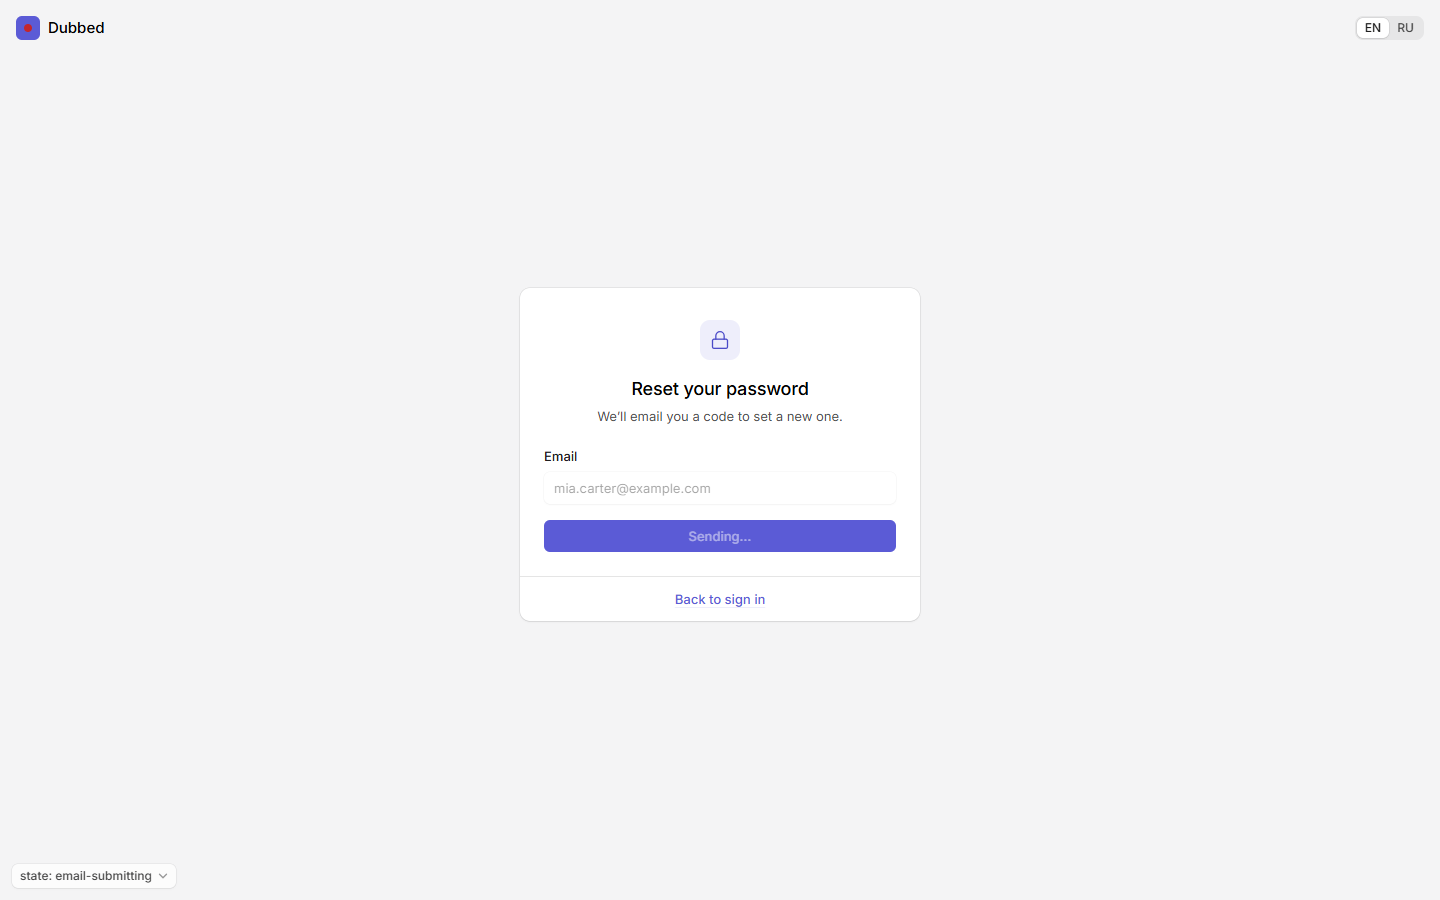 Dubbed
EN RU
Reset your password
We'll email you a code to set a new one.
Email
mia.carter@example.com
Sending...
Back to sign in
state: email-submitting